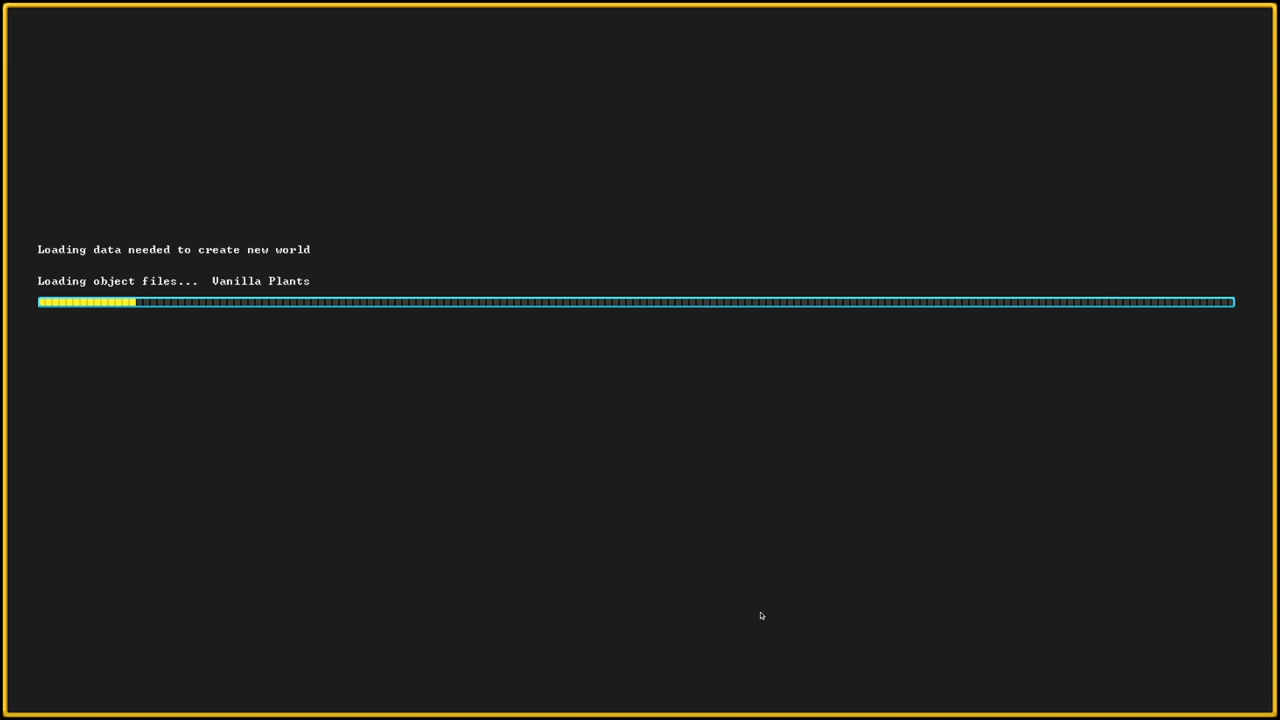 Loading data needed to create new world
Loading object files...  Vanilla Plants